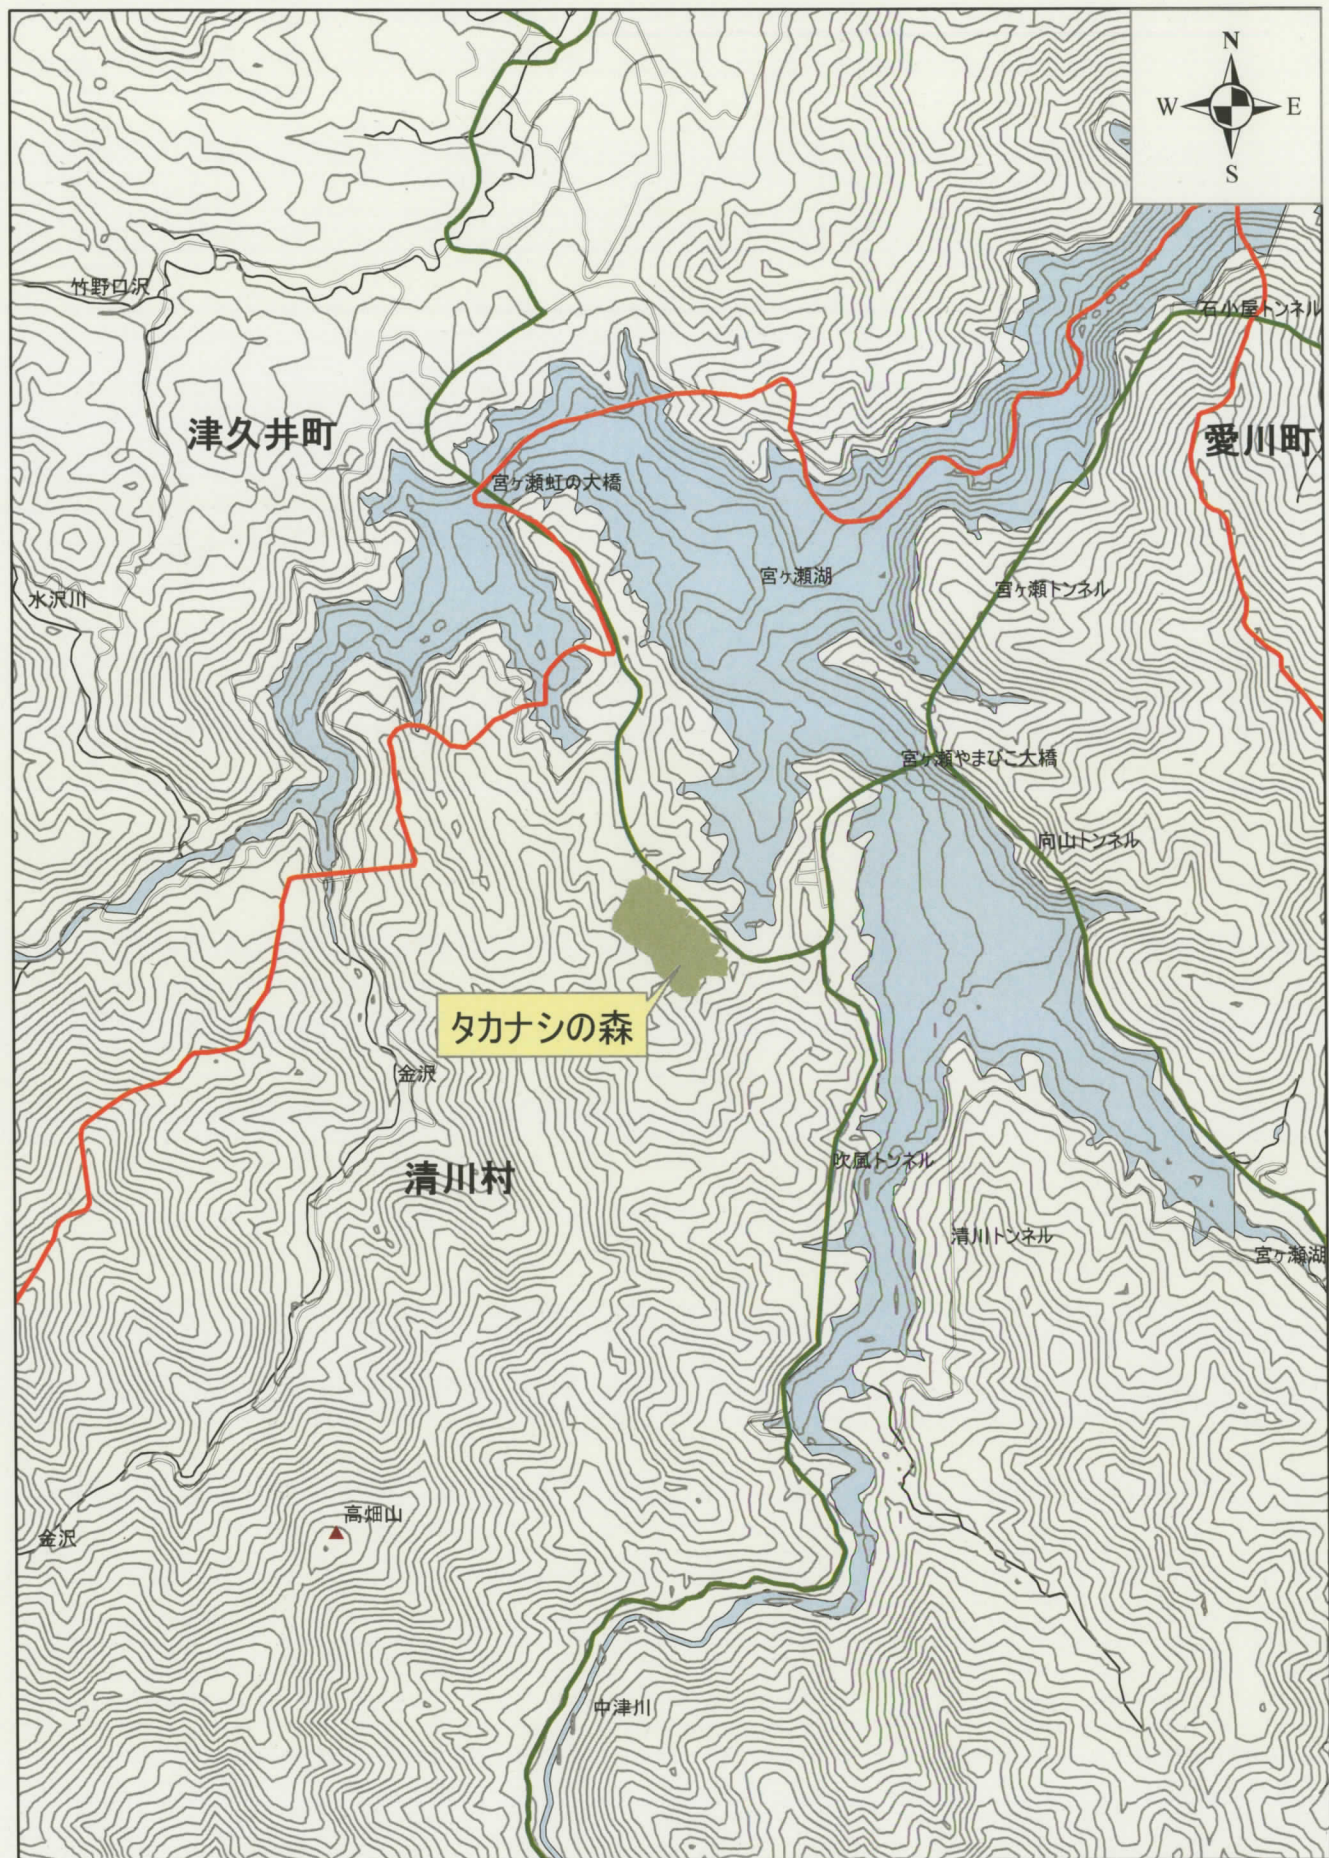 N
W E
S
竹野口沢
石小屋トンネル
津久井町
愛川町
宮ヶ瀬虹の大橋
宮ヶ瀬湖
宮ヶ瀬トンネル
水沢川
宮ヶ瀬やまびこ大橋
向山トンネル
タカナシの森
金沢
吹風トンネル
清川村
清川トンネル
宮ヶ瀬湖
高畑山
金沢
中津川